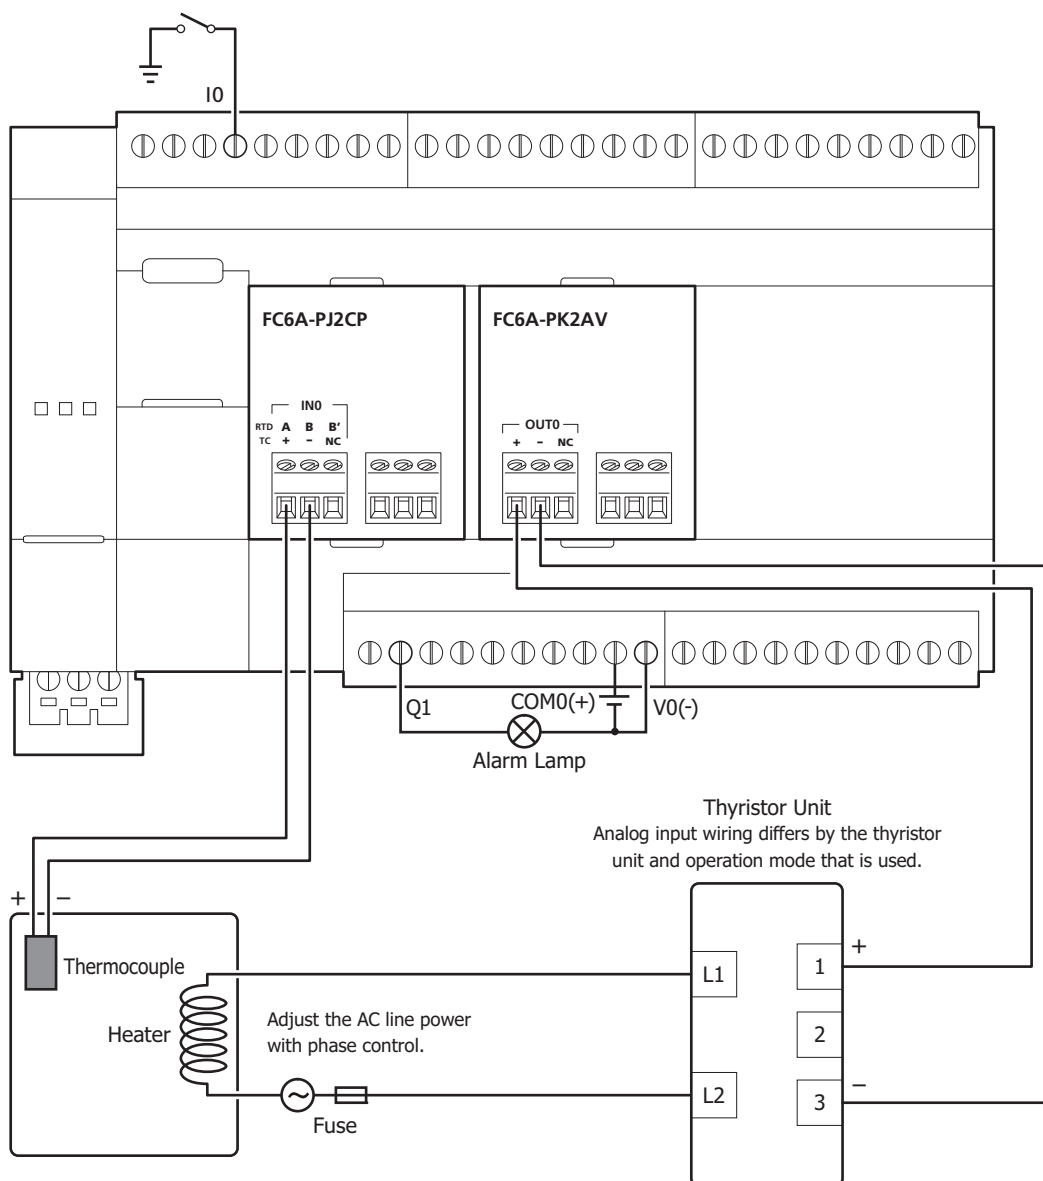 I0
FC6A-PJ2CP
FC6A-PK2AV
IN0
RTD A B B′
TC + − NC
OUT0
+ − NC
Q1
COM0(+)
V0(-)
Alarm Lamp
Thyristor Unit
Analog input wiring differs by the thyristor
unit and operation mode that is used.
+ −
Thermocouple
Heater
Adjust the AC line power
with phase control.
Fuse
L1
L2
1
+
2
3
−